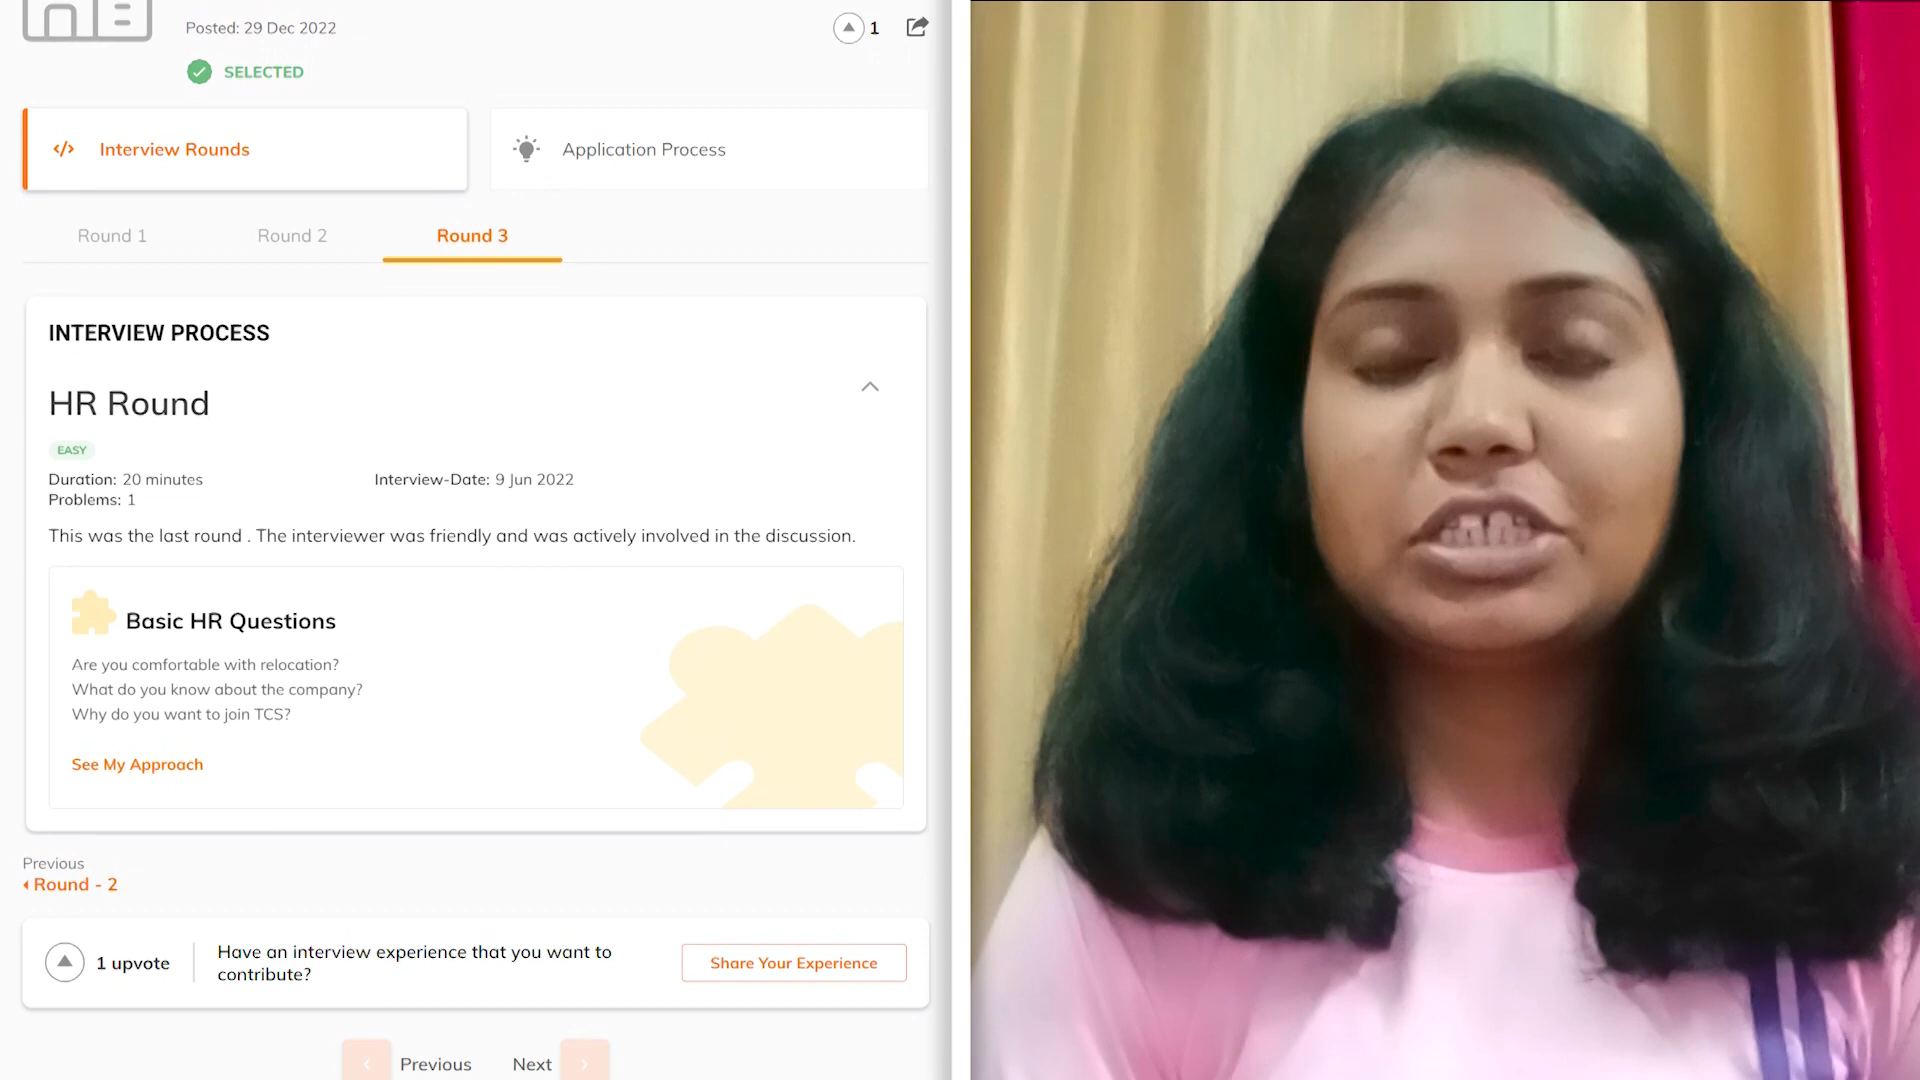 Posted: 29 Dec 2022
1
SELECTED
</> Interview Rounds
Application Process
Round 1
Round 2
Round 3
INTERVIEW PROCESS
HR Round
EASY
Duration: 20 minutes
Interview-Date: 9 Jun 2022
Problems: 1
This was the last round . The interviewer was friendly and was actively involved in the discussion.
Basic HR Questions
Are you comfortable with relocation?
What do you know about the company?
Why do you want to join TCS?
See My Approach
Previous
Round - 2
1 upvote
Have an interview experience that you want to
contribute?
Share Your Experience
Previous
Next